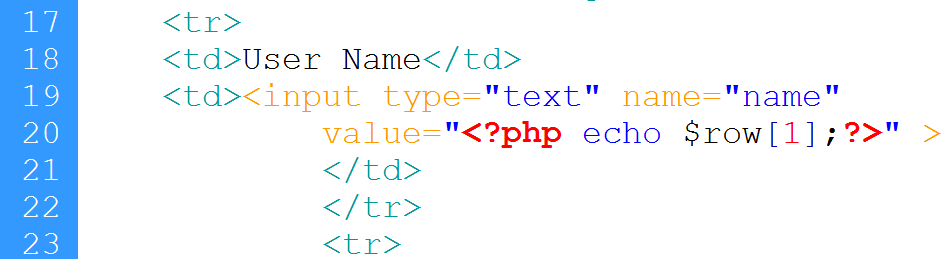 17 <tr>
18 <td>User Name</td>
19 <td><input type="text" name="name"
20 value="<?php echo $row[1];?>" >
21 </td>
22 </tr>
23 <tr>